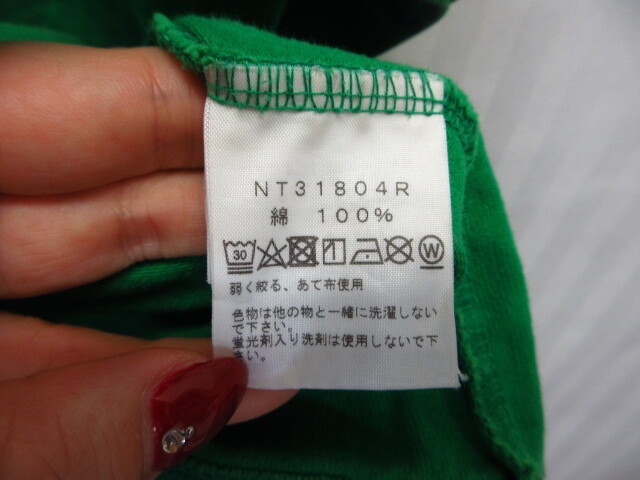 NT31804R
綿 100%
30 W
弱く絞る、あて布使用
色物は他の物と一緒に洗濯しない
で下さい。
蛍光剤入り洗剤は使用しないで下
さい。